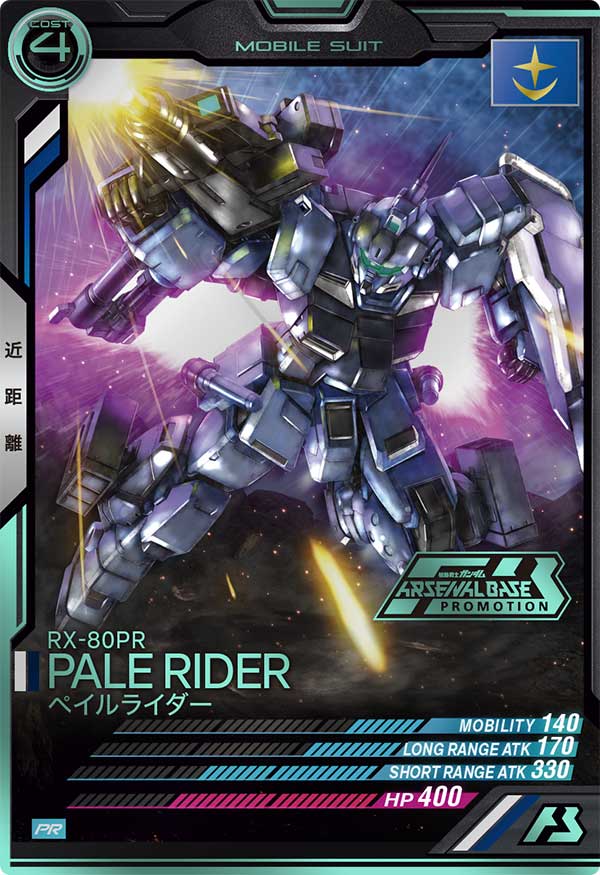 COST
4
MOBILE SUIT
近距離
機動戦士ガンダム
ARSENAL BASE
PROMOTION
RX-80PR
PALE RIDER
ペイルライダー
MOBILITY 140
LONG RANGE ATK 170
SHORT RANGE ATK 330
HP 400
PR
AB